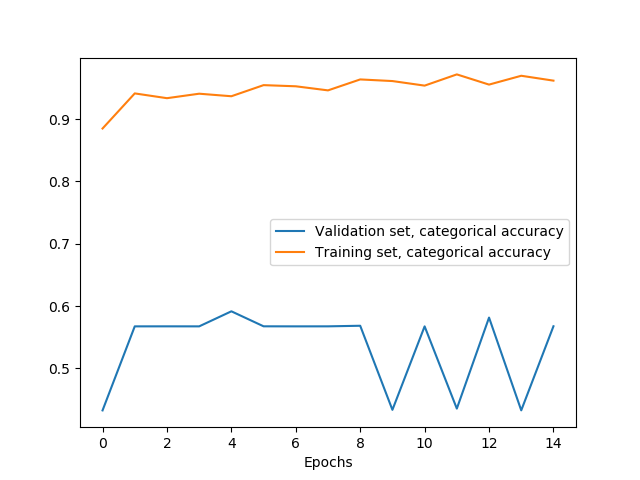 0.9
0.8
0.7
Validation set, categorical accuracy
Training set, categorical accuracy
0.6
0.5
0 2 4 6 8 10 12 14
Epochs